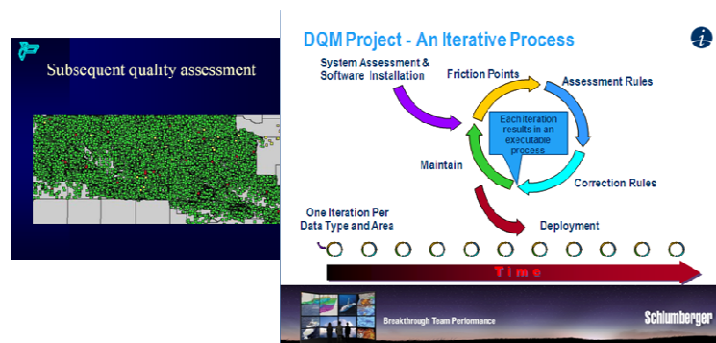 Subsequent quality assessment
DQM Project - An Iterative Process
i
System Assessment &
Software Installation
Friction Points
Assessment Rules
Each iteration
results in an
executable
process
Maintain
Correction Rules
One Iteration Per
Data Type and Area
Deployment
Time
Breakthrough Team Performance
Schlumberger